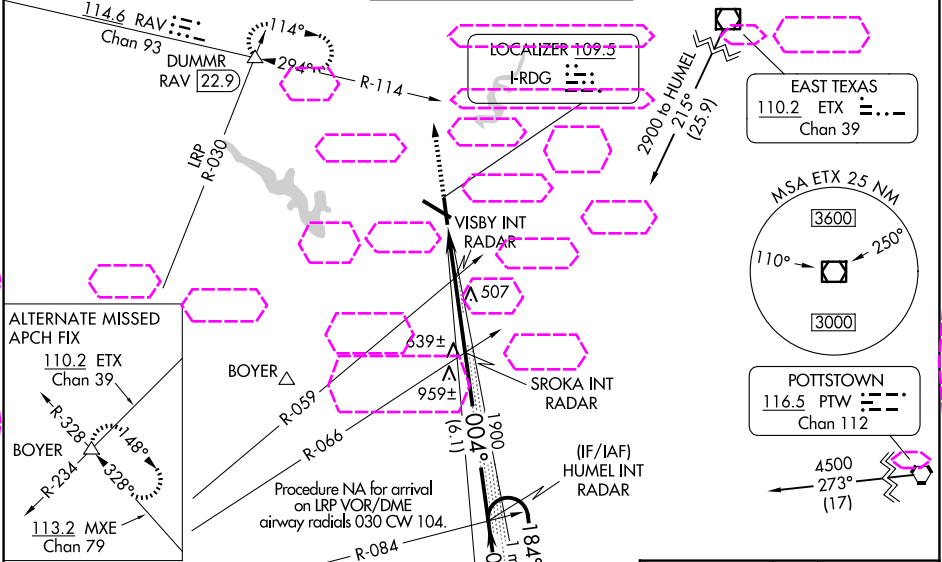 114.6 RAV
Chan 93
DUMMR
RAV 22.9
114°
294°
R-114
LOCALIZER 109.5
I-RDG
2900 to HUMEL
215°
(25.9)
EAST TEXAS
110.2 ETX
Chan 39
LRP
R-030
MSA ETX 25 NM
3600
110°
250°
3000
VISBY INT
RADAR
507
639±
959±
SROKA INT
RADAR
BOYER
R-059
R-066
ALTERNATE MISSED
APCH FIX
110.2 ETX
Chan 39
R-328
148°
BOYER
328°
R-234
113.2 MXE
Chan 79
POTTSTOWN
116.5 PTW
Chan 112
4500
273°
(17)
1900
004°
(6.1)
(IF/IAF)
HUMEL INT
RADAR
Procedure NA for arrival
on LRP VOR/DME
airway radials 030 CW 104.
R-084
184°